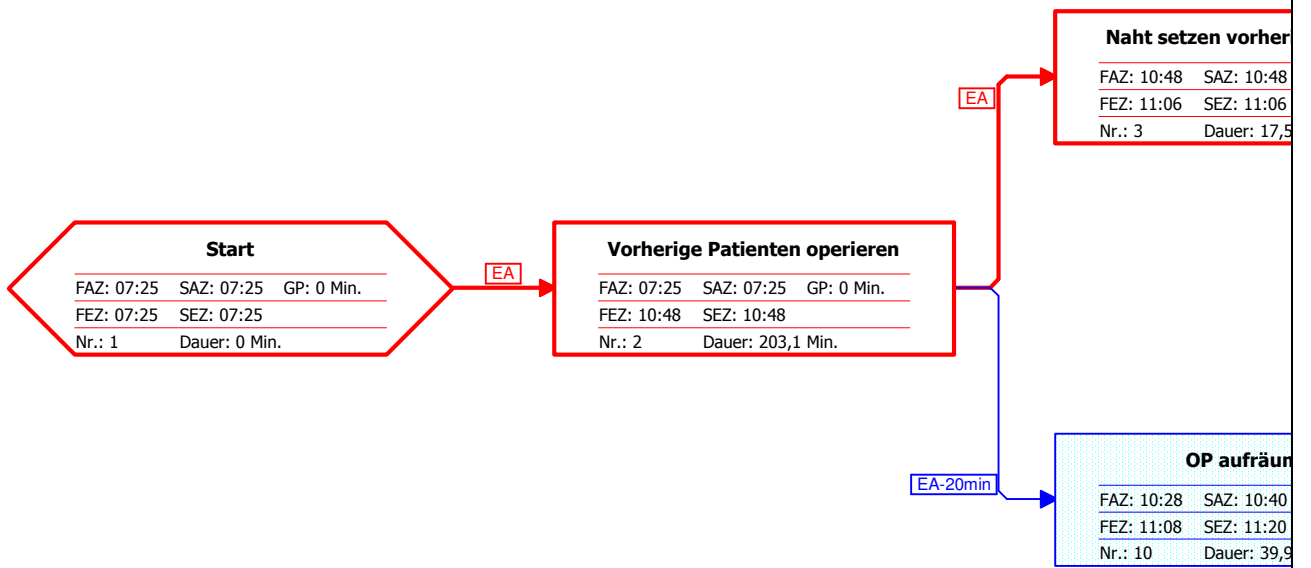 Naht setzen vorher
FAZ: 10:48 SAZ: 10:48
FEZ: 11:06 SEZ: 11:06
Nr.: 3 Dauer: 17,5
EA
Start
FAZ: 07:25 SAZ: 07:25 GP: 0 Min.
FEZ: 07:25 SEZ: 07:25
Nr.: 1 Dauer: 0 Min.
EA
Vorherige Patienten operieren
FAZ: 07:25 SAZ: 07:25 GP: 0 Min.
FEZ: 10:48 SEZ: 10:48
Nr.: 2 Dauer: 203,1 Min.
EA-20min
OP aufräum
FAZ: 10:28 SAZ: 10:40
FEZ: 11:08 SEZ: 11:20
Nr.: 10 Dauer: 39,9